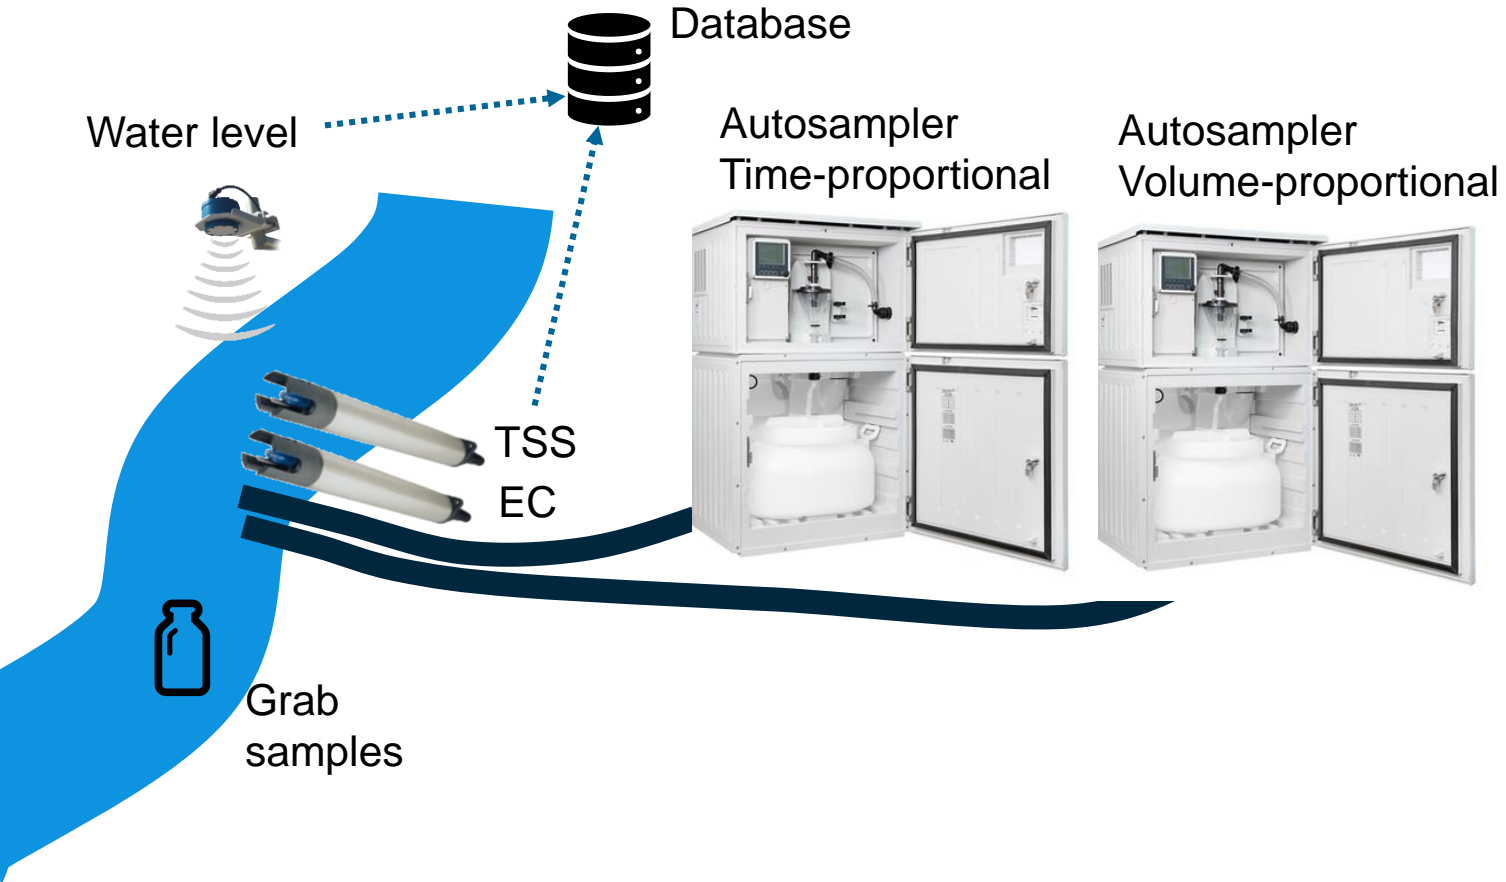 Database
Water level
Autosampler
Time-proportional
Autosampler
Volume-proportional
TSS
EC
Grab
samples